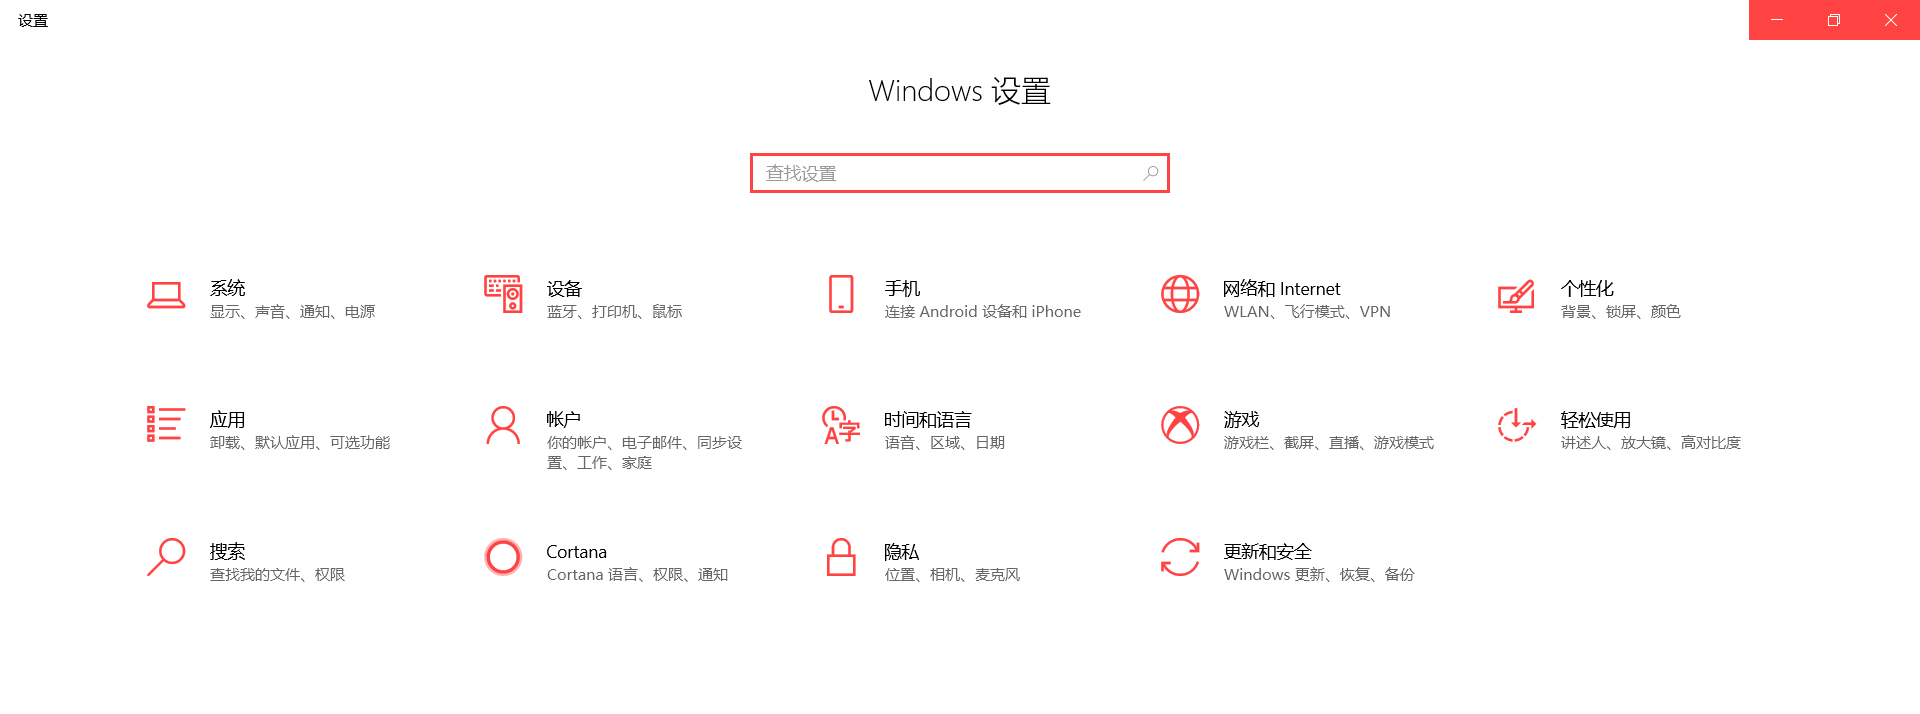 设置
Windows 设置
查找设置
系统
显示、声音、通知、电源
设备
蓝牙、打印机、鼠标
手机
连接 Android 设备和 iPhone
网络和 Internet
WLAN、飞行模式、VPN
个性化
背景、锁屏、颜色
应用
卸载、默认应用、可选功能
帐户
你的帐户、电子邮件、同步设
置、工作、家庭
时间和语言
语音、区域、日期
游戏
游戏栏、截屏、直播、游戏模式
轻松使用
讲述人、放大镜、高对比度
搜索
查找我的文件、权限
Cortana
Cortana 语言、权限、通知
隐私
位置、相机、麦克风
更新和安全
Windows 更新、恢复、备份